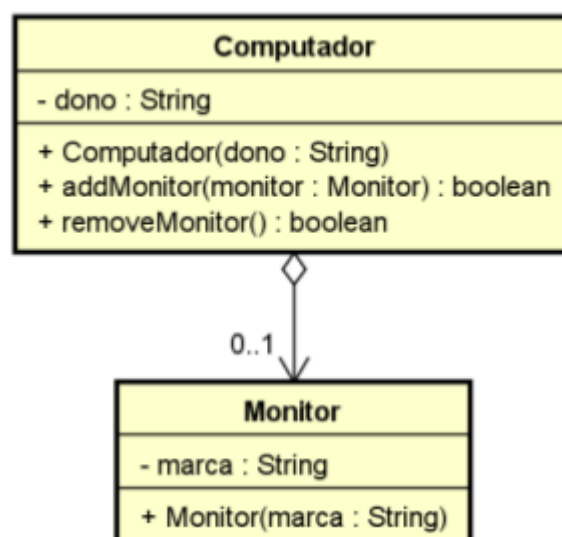 Computador
- dono : String
+ Computador(dono : String)
+ addMonitor(monitor : Monitor) : boolean
+ removeMonitor() : boolean
0..1
Monitor
- marca : String
+ Monitor(marca : String)